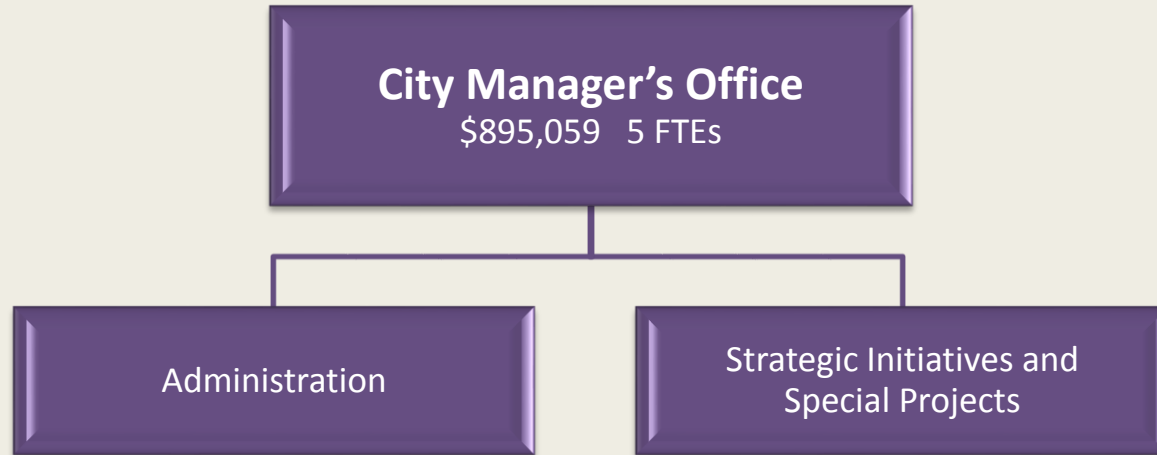 City Manager’s Office
$895,059   5 FTEs
Administration
Strategic Initiatives and
Special Projects